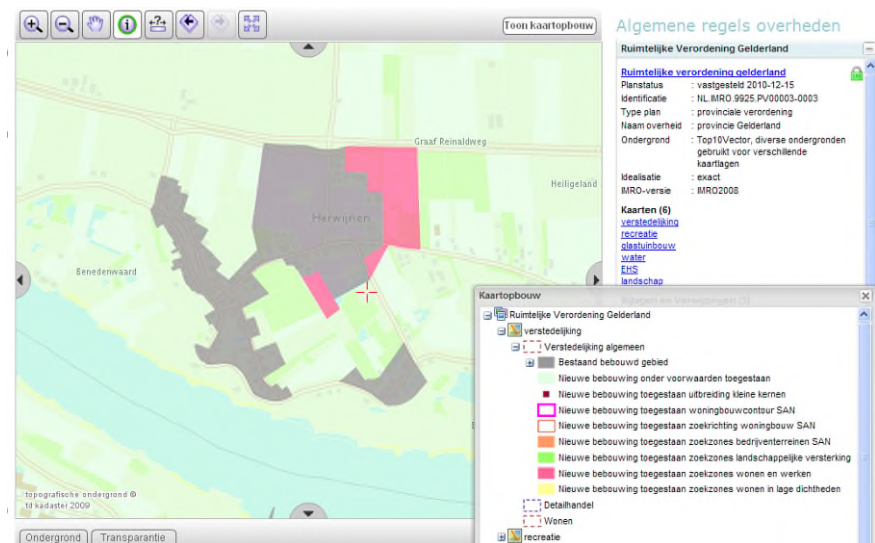 Toon kaartopbouw
Graaf Reinaldweg
Heiligeland
Herwijnen
Benedenwaard
topografische ondergrond ©
td kadaster 2009
Ondergrond
Transparantie
Algemene regels overheden
Ruimtelijke Verordening Gelderland
Ruimtelijke verordening gelderland
Planstatus : vastgesteld 2010-12-15
Identificatie : NL.IMRO.9925.PV00003-0003
Type plan : provinciale verordening
Naam overheid : provincie Gelderland
Ondergrond : Top10Vector, diverse ondergronden
gebruikt voor verschillende
kaartlagen
Idealisatie : exact
IMRO-versie : IMRO2008
Kaarten (6)
verstedelijking
recreatie
glastuinbouw
water
EHS
landschap
Kaartopbouw
Ruimtelijke Verordening Gelderland
verstedelijking
Verstedelijking algemeen
Bestaand bebouwd gebied
Nieuwe bebouwing onder voorwaarden toegestaan
Nieuwe bebouwing toegestaan uitbreiding kleine kernen
Nieuwe bebouwing toegestaan woningbouwcontour SAN
Nieuwe bebouwing toegestaan zoekrichting woningbouw SAN
Nieuwe bebouwing toegestaan zoekzones bedrijventerreinen SAN
Nieuwe bebouwing toegestaan zoekzones landschappelijke versterking
Nieuwe bebouwing toegestaan zoekzones wonen en werken
Nieuwe bebouwing toegestaan zoekzones wonen in lage dichtheden
Detailhandel
Wonen
recreatie